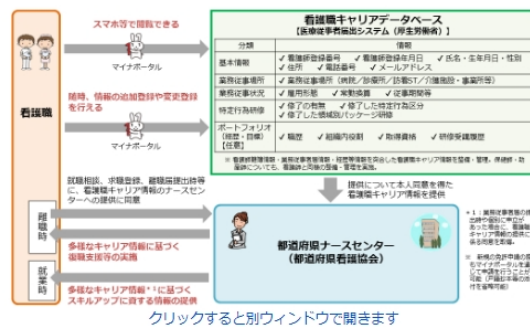 スマホ等で閲覧できる
マイナポータル
看護職
随時、情報の追加登録や変更登録
を行える
マイナポータル
看護職キャリアデータベース
【医療従事者届出システム（厚生労働省）】
分類
情報
基本情報
✓ 看護師登録番号 ✓ 看護師登録年月日 ✓ 氏名・生年月日・性別
✓ 住所 ✓ 電話番号 ✓ メールアドレス
業務従事場所
✓ 業務従事場所（病院／診療所／訪看ST／介護施設・事業所等）
業務従事状況
✓ 雇用形態 ✓ 常勤換算 ✓ 従事期間等
特定行為研修
✓ 修了の有無 ✓ 修了した特定行為区分
✓ 修了した領域別パッケージ研修
ポートフォリオ
（経歴・目標）
【任意】
✓ 職歴 ✓ 組織内役割 ✓ 取得資格 ✓ 研修受講履歴
就職相談、求職登録、離職届提出時等
に、看護職キャリア情報のナースセン
ターへの提供に同意
提供について本人同意を得た
看護職キャリア情報を提供
離職時
多様なキャリア情報に基づく
復職支援等の実施
就業時
多様なキャリア情報*1に基づく
スキルアップに資する情報の提供
都道府県ナースセンター
（都道府県看護協会）
クリックすると別ウィンドウで開きます